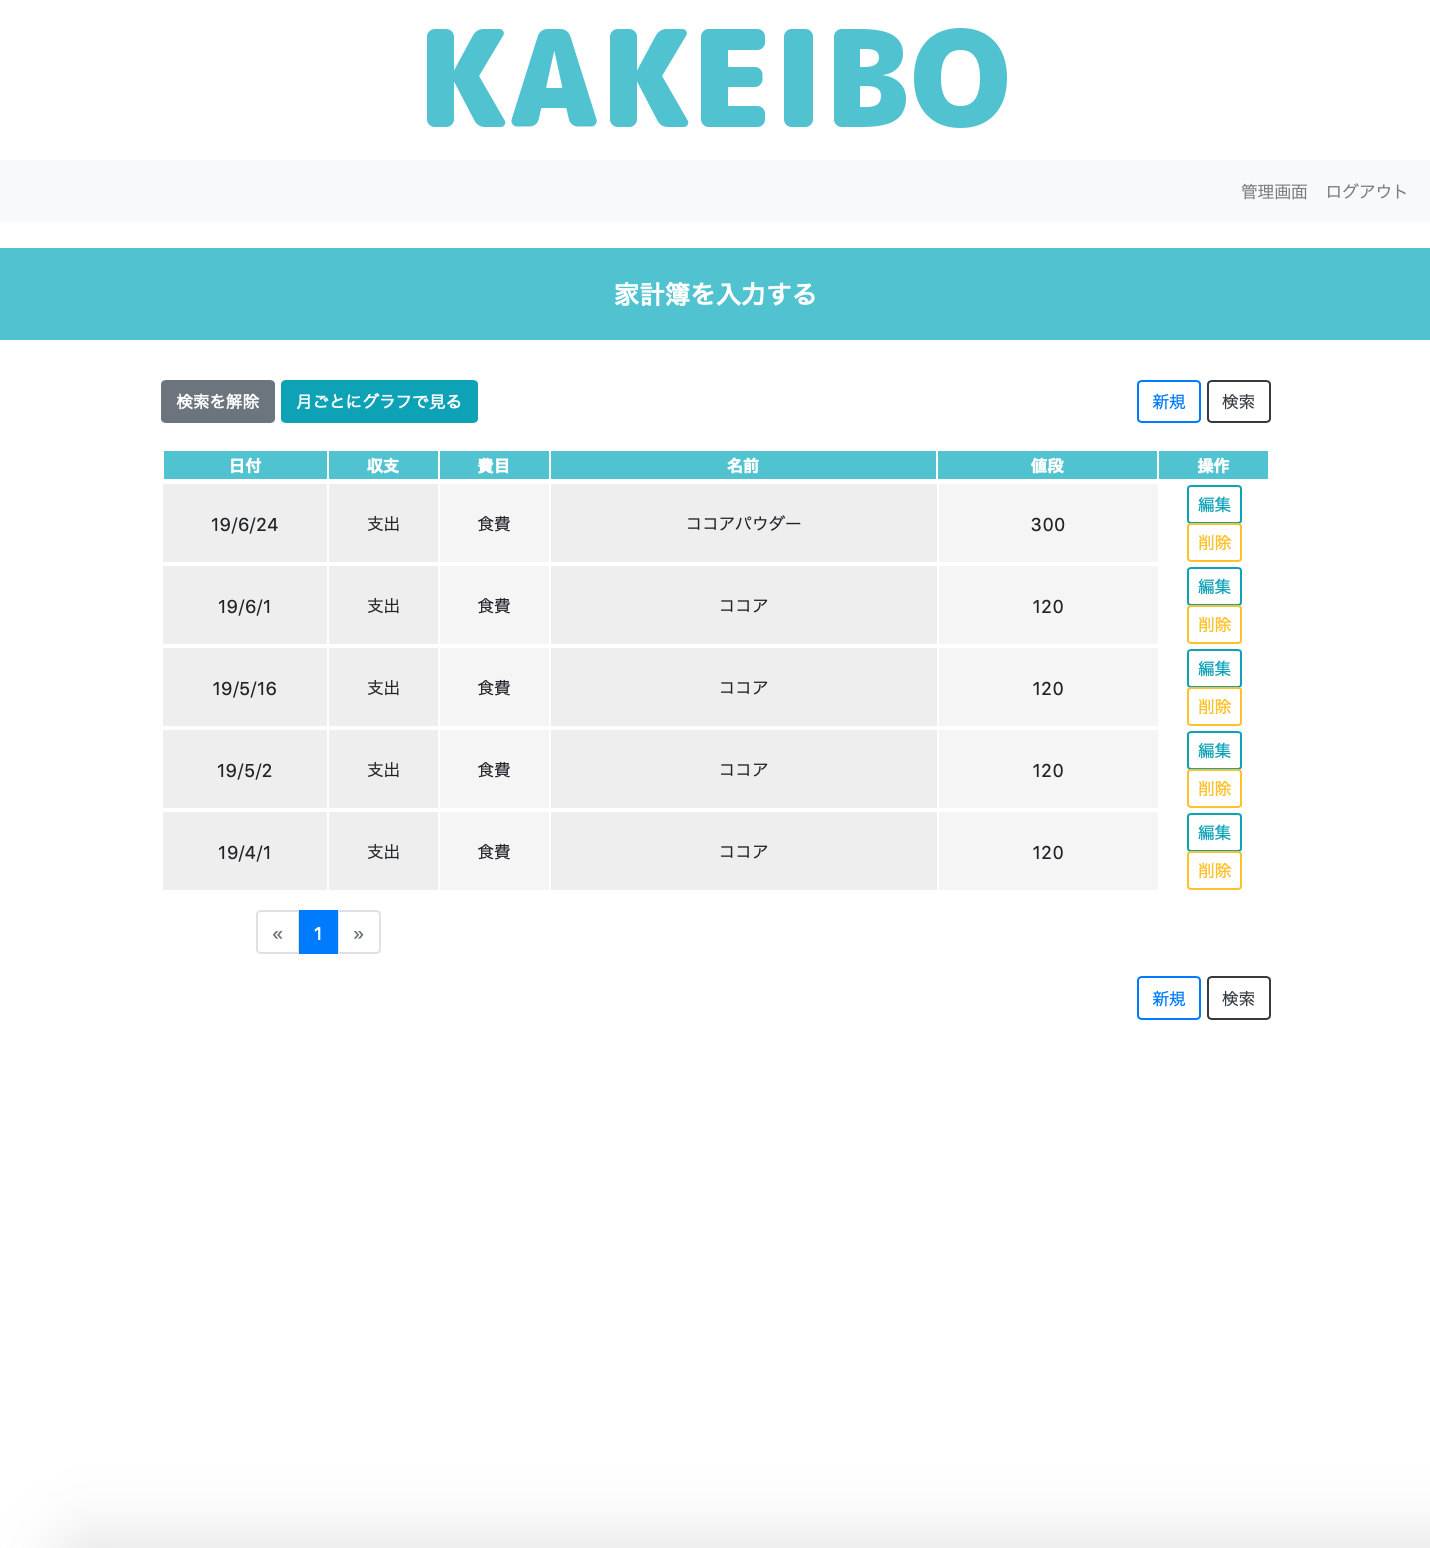 KAKEIBO
管理画面 ログアウト
家計簿を入力する
検索を解除 月ごとにグラフで見る 新規 検索
日付 収支 費目 名前 値段 操作
19/6/24 支出 食費 ココアパウダー 300 編集
削除
19/6/1 支出 食費 ココア 120 編集
削除
19/5/16 支出 食費 ココア 120 編集
削除
19/5/2 支出 食費 ココア 120 編集
削除
19/4/1 支出 食費 ココア 120 編集
削除
« 1 »
新規 検索